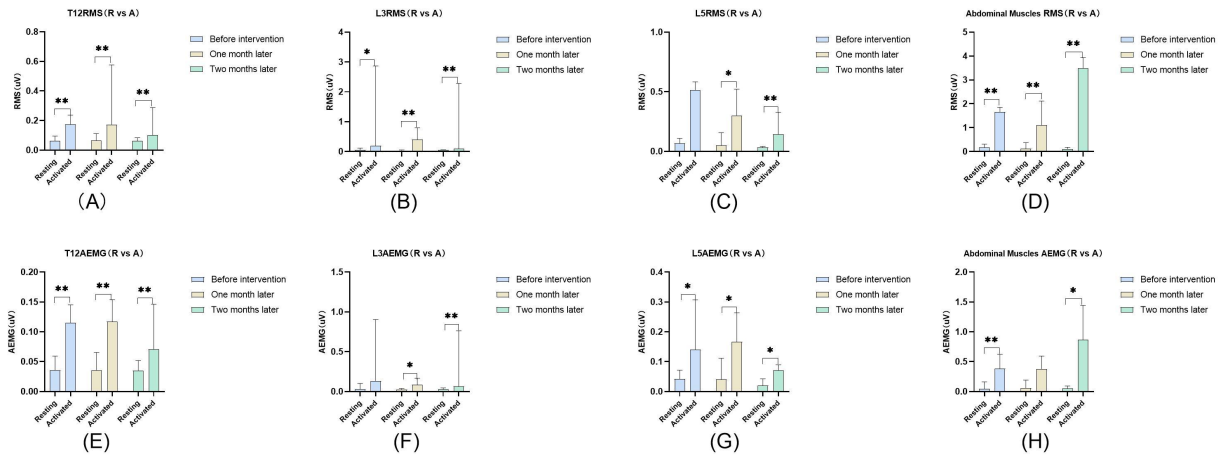 T12RMS(R vs A)
RMS(uV)
0.8
0.6
0.4
0.2
0.0
**
**
**
Resting
Activated
Resting
Activated
Resting
Activated
Before intervention
One month later
Two months later
(A)
L3RMS(R vs A)
RMS(uV)
4
3
2
1
0
*
**
**
Resting
Activated
Resting
Activated
Resting
Activated
Before intervention
One month later
Two months later
(B)
L5RMS(R vs A)
RMS(uV)
1.0
0.5
0.0
*
**
Resting
Activated
Resting
Activated
Resting
Activated
Before intervention
One month later
Two months later
(C)
Abdominal Muscles RMS(R vs A)
RMS(uV)
5
4
3
2
1
0
**
**
**
Resting
Activated
Resting
Activated
Resting
Activated
Before intervention
One month later
Two months later
(D)
T12AEMG(R vs A)
AEMG(uV)
0.20
0.15
0.10
0.05
0.00
**
**
**
Resting
Activated
Resting
Activated
Resting
Activated
Before intervention
One month later
Two months later
(E)
L3AEMG(R vs A)
AEMG(uV)
1.5
1.0
0.5
0.0
*
**
Resting
Activated
Resting
Activated
Resting
Activated
Before intervention
One month later
Two months later
(F)
L5AEMG(R vs A)
AEMG(uV)
0.4
0.3
0.2
0.1
0.0
*
*
*
Resting
Activated
Resting
Activated
Resting
Activated
Before intervention
One month later
Two months later
(G)
Abdominal Muscles AEMG(R vs A)
AEMG(uV)
2.0
1.5
1.0
0.5
0.0
**
*
Resting
Activated
Resting
Activated
Resting
Activated
Before intervention
One month later
Two months later
(H)